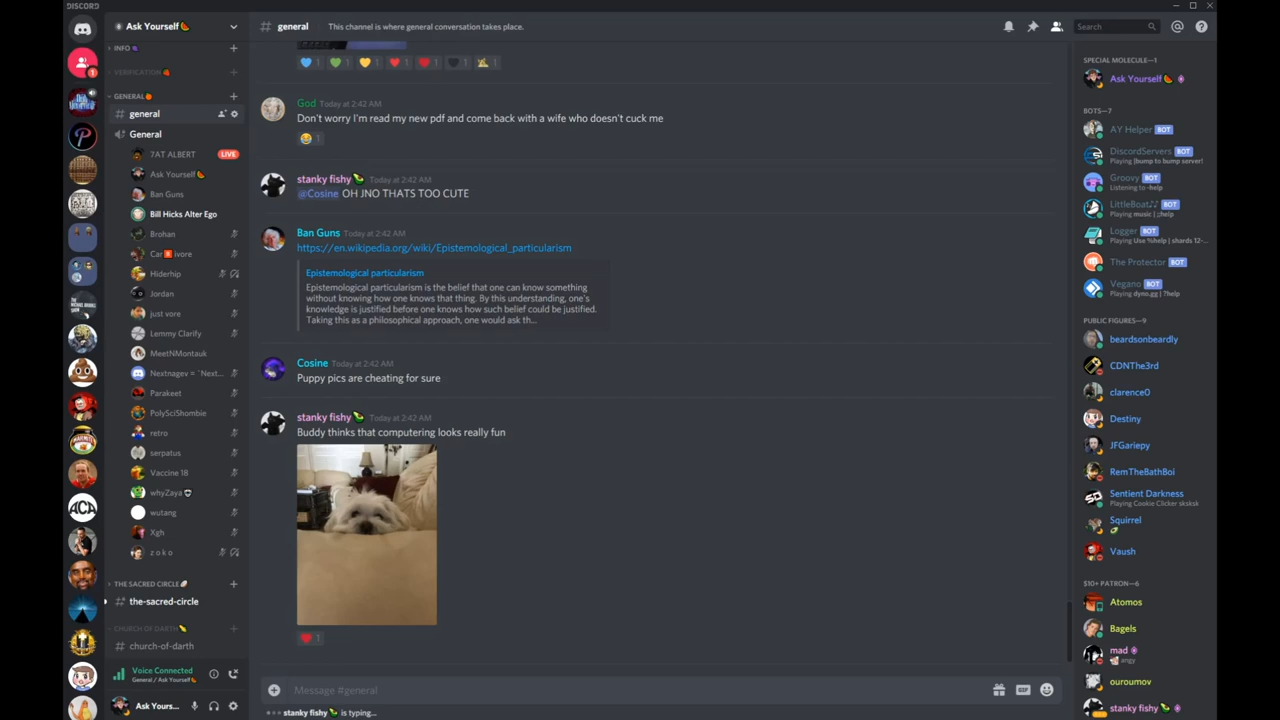 DISCORD
Ask Yourself
INFO
VERIFICATION
GENERAL
general
General
7AT ALBERT LIVE
Ask Yourself
Ban Guns
Bill Hicks Alter Ego
Brohan
Car ivore
Hiderhip
Jordan
just vore
Lemmy Clarify
MeetNMontauk
Nextnagev = `Next...
Parakeet
PolySciShombie
retro
serpatus
Vaccine 18
whyZaya
wutang
Xgh
z o k o
THE SACRED CIRCLE
the-sacred-circle
CHURCH OF DARTH
church-of-darth
Voice Connected
General / Ask Yourself
Ask Yours...
# general This channel is where general conversation takes place.
Search
1 1 1 1 1 1 1
God Today at 2:42 AM
Don't worry I'm read my new pdf and come back with a wife who doesn't cuck me
1
stanky fishy Today at 2:42 AM
@Cosine OH JNO THATS TOO CUTE
Ban Guns Today at 2:42 AM
https://en.wikipedia.org/wiki/Epistemological_particularism
Epistemological particularism
Epistemological particularism is the belief that one can know something
without knowing how one knows that thing. By this understanding, one's
knowledge is justified before one knows how such belief could be justified.
Taking this as a philosophical approach, one would ask th...
Cosine Today at 2:42 AM
Puppy pics are cheating for sure
stanky fishy Today at 2:42 AM
Buddy thinks that computering looks really fun
1
Message #general
GIF
stanky fishy is typing...
SPECIAL MOLECULE—1
Ask Yourself
BOTS—7
AY Helper BOT
DiscordServers BOT
Playing !bump to bump server!
Groovy BOT
Listening to -help
LittleBoat♪♪ BOT
Playing music | ;;help
Logger BOT
Playing Use %help | shards 12-...
The Protector BOT
Vegano BOT
Playing dyno.gg | ?help
PUBLIC FIGURES—9
beardsonbeardly
CDNThe3rd
clarence0
Destiny
JFGariepy
RemTheBathBoi
Sentient Darkness
Playing Cookie Clicker sksksk
Squirrel
Vaush
$10+ PATRON—6
Atomos
Bagels
mad
angy
ouroumov
stanky fishy